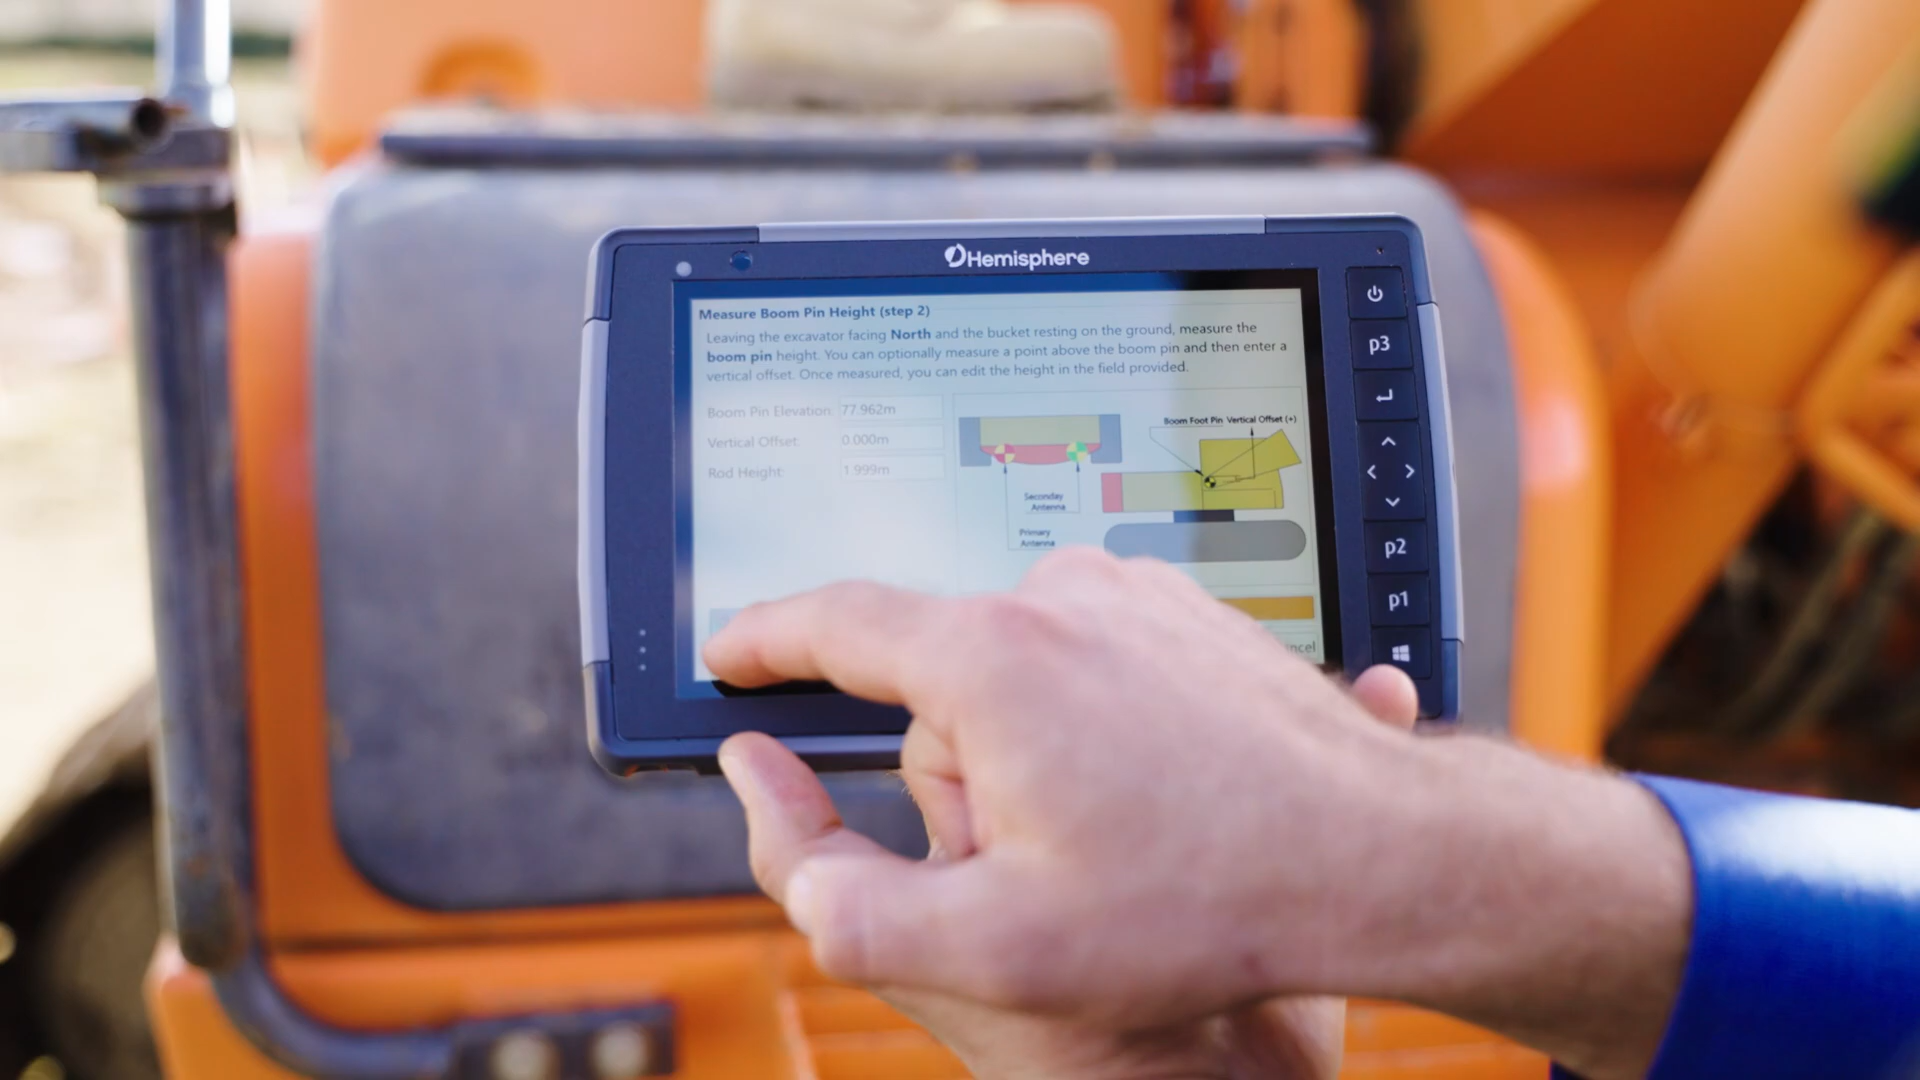 Hemisphere
Measure Boom Pin Height (step 2)
Leaving the excavator facing North and the bucket resting on the ground, measure the
boom pin height. You can optionally measure a point above the boom pin and then enter a
vertical offset. Once measured, you can edit the height in the field provided.
Boom Pin Elevation: 77.962m
Vertical Offset: 0.000m
Rod Height: 1.999m
Boom Foot Pin Vertical Offset (+)
Seconday
Antenna
Primary
Antenna
ncel
p3
p2
p1